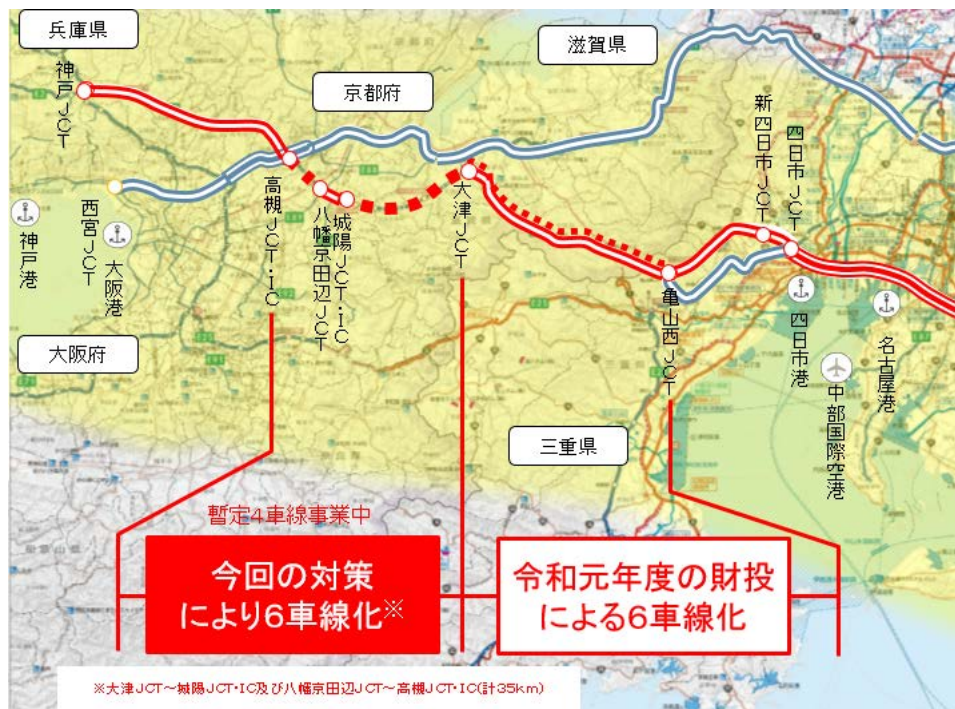 兵庫県
滋賀県
京都府
神戸JCT
新四日市JCT
四日市JCT
高槻JCT・IC
八幡京田辺JCT
城陽JCT・IC
大津JCT
西宮JCT
神戸港
大阪港
亀山西JCT
四日市港
名古屋港
中部国際空港
大阪府
三重県
暫定4車線事業中
今回の対策
により6車線化※
令和元年度の財投
による6車線化
※大津JCT～城陽JCT・IC及び八幡京田辺JCT～高槻JCT・IC(計35km)